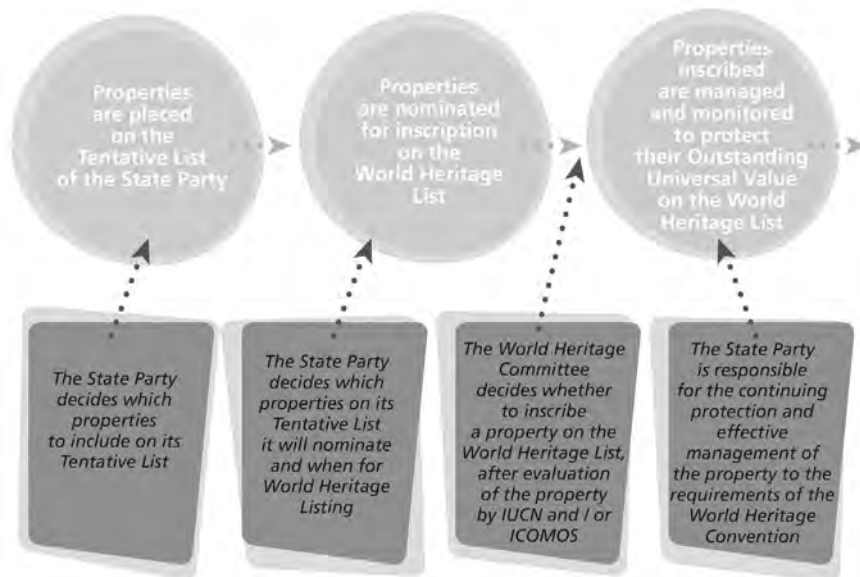 Properties
are placed
on the
Tentative List
of the State Party
Properties
are nominated
for inscription
on the
World Heritage
List
Properties
inscribed
are managed
and monitored
to protect
their Outstanding
Universal Value
on the World
Heritage List
The State Party
decides which
properties
to include on its
Tentative List
The State Party
decides which
properties on its
Tentative List
it will nominate
and when for
World Heritage
Listing
The World Heritage
Committee
decides whether
to inscribe
a property on the
World Heritage List,
after evaluation
of the property
by IUCN and / or
ICOMOS
The State Party
is responsible
for the continuing
protection and
effective
management of
the property to the
requirements of the
World Heritage
Convention